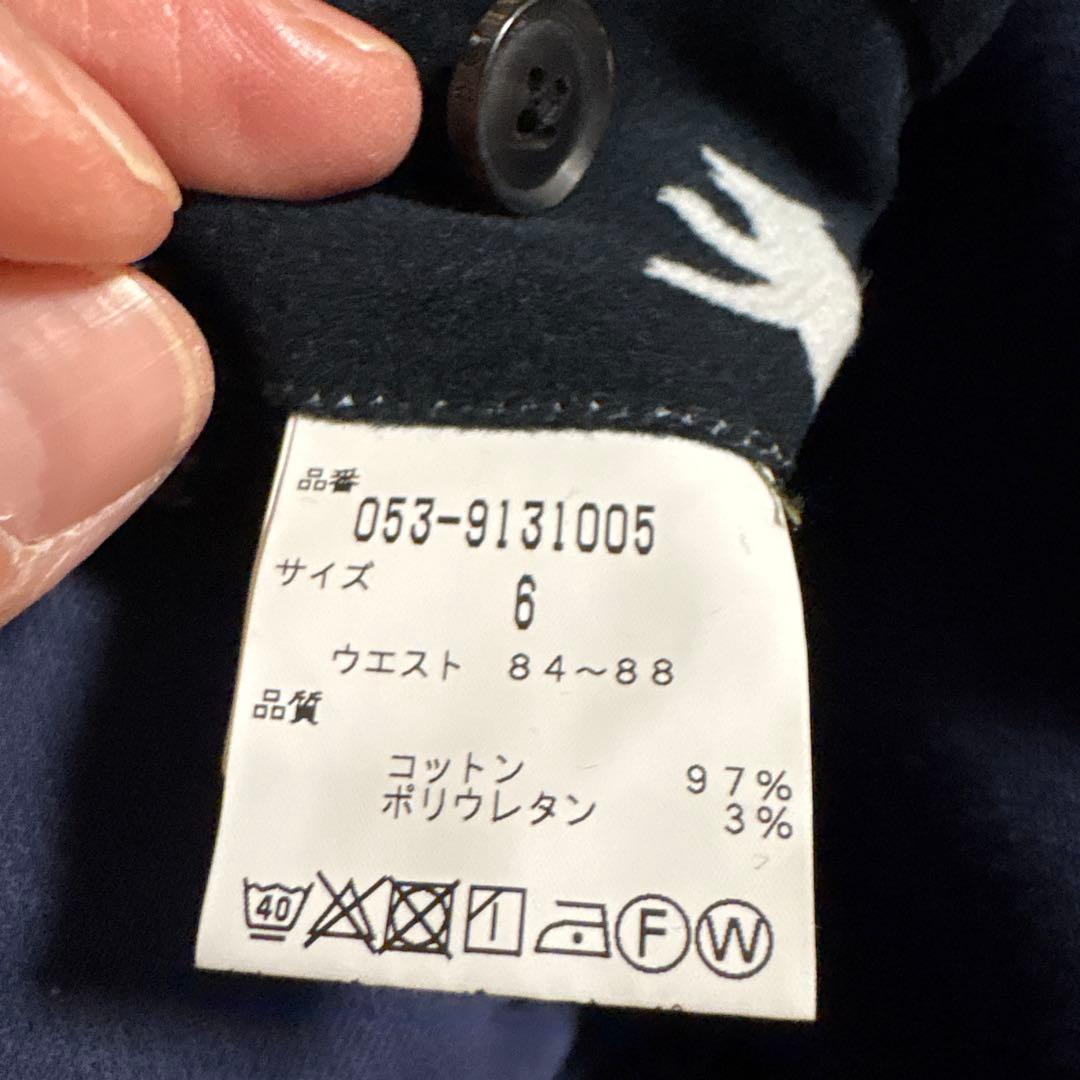 品番
053-9131005
サイズ
6
ウエスト 84～88
品質
コットン 97%
ポリウレタン 3%
40
F W